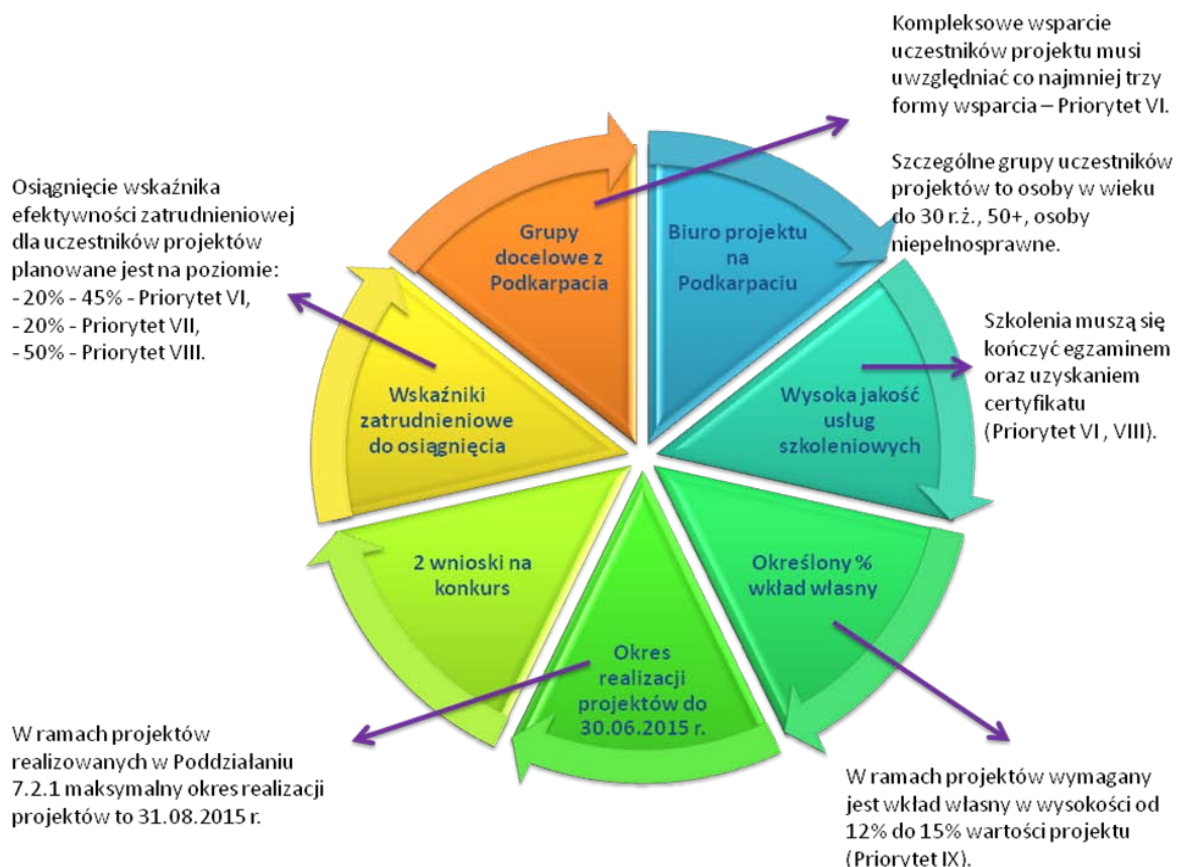 Kompleksowe wsparcie
uczestników projektu musi
uwzględniać co najmniej trzy
formy wsparcia – Priorytet VI.
Szczególne grupy uczestników
projektów to osoby w wieku
do 30 r.ż., 50+, osoby
niepełnosprawne.
Osiągnięcie wskaźnika
efektywności zatrudnieniowej
dla uczestników projektów
planowane jest na poziomie:
- 20% - 45% - Priorytet VI,
- 20% - Priorytet VII,
- 50% - Priorytet VIII.
Grupy
docelowe z
Podkarpacia
Biuro projektu
na
Podkarpaciu
Szkolenia muszą się
kończyć egzaminem
oraz uzyskaniem
certyfikatu
(Priorytet VI , VIII).
Wskaźniki
zatrudnieniowe
do osiągnięcia
Wysoka jakość
usług
szkoleniowych
2 wnioski na
konkurs
Określony %
wkład własny
Okres
realizacji
projektów do
30.06.2015 r.
W ramach projektów
realizowanych w Poddziałaniu
7.2.1 maksymalny okres realizacji
projektów to 31.08.2015 r.
W ramach projektów wymagany
jest wkład własny w wysokości od
12% do 15% wartości projektu
(Priorytet IX).